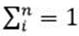 ∑ᵢⁿ = 1